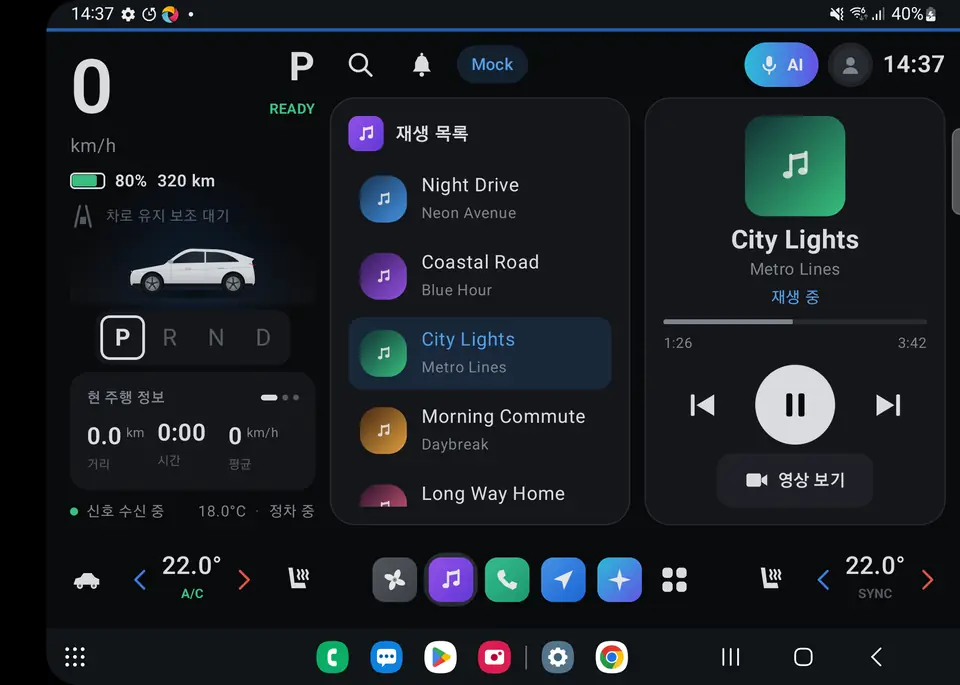 14:37
40%
0
P
READY
km/h
80% 320 km
차로 유지 보조 대기
P R N D
현 주행 정보
0.0 km 0:00 0 km/h
거리 시간 평균
신호 수신 중 18.0°C · 정차 중
Mock
AI
14:37
재생 목록
Night Drive
Neon Avenue
Coastal Road
Blue Hour
City Lights
Metro Lines
Morning Commute
Daybreak
Long Way Home
City Lights
Metro Lines
재생 중
1:26 3:42
영상 보기
22.0°
A/C
22.0°
SYNC